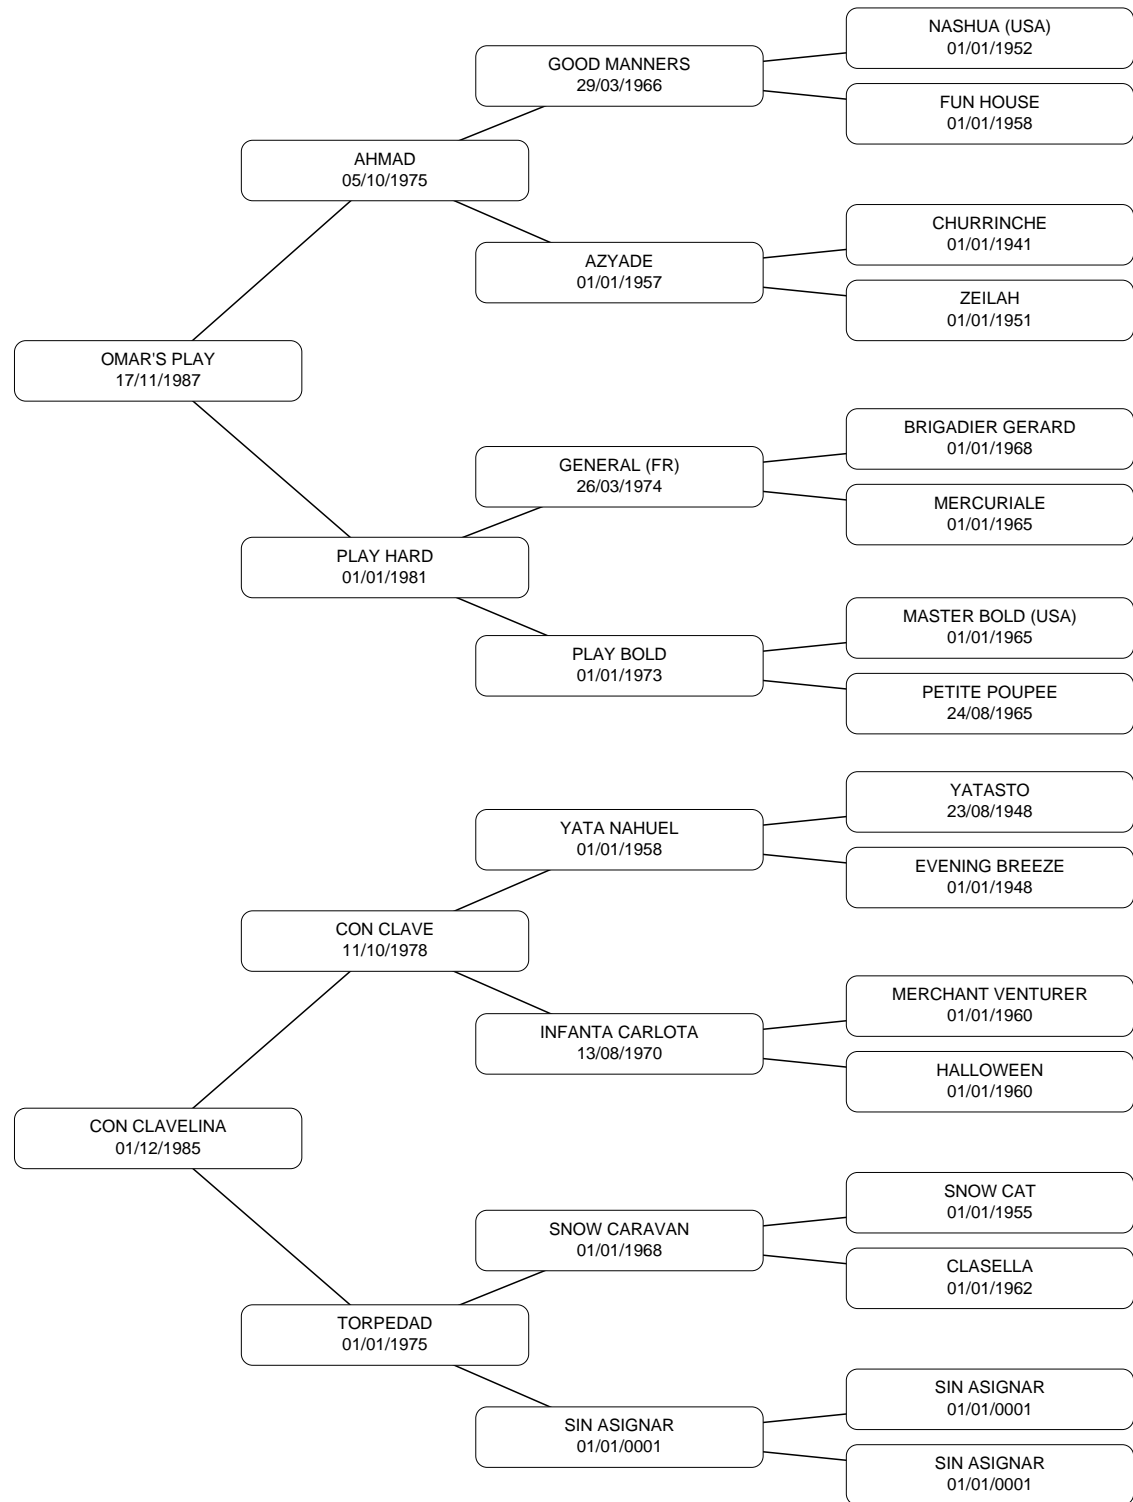 NASHUA (USA)
01/01/1952
GOOD MANNERS
29/03/1966
FUN HOUSE
01/01/1958
AHMAD
05/10/1975
CHURRINCHE
01/01/1941
AZYADE
01/01/1957
ZEILAH
01/01/1951
OMAR'S PLAY
17/11/1987
BRIGADIER GERARD
01/01/1968
GENERAL (FR)
26/03/1974
MERCURIALE
01/01/1965
PLAY HARD
01/01/1981
MASTER BOLD (USA)
01/01/1965
PLAY BOLD
01/01/1973
PETITE POUPEE
24/08/1965
YATASTO
23/08/1948
YATA NAHUEL
01/01/1958
EVENING BREEZE
01/01/1948
CON CLAVE
11/10/1978
MERCHANT VENTURER
01/01/1960
INFANTA CARLOTA
13/08/1970
HALLOWEEN
01/01/1960
CON CLAVELINA
01/12/1985
SNOW CAT
01/01/1955
SNOW CARAVAN
01/01/1968
CLASELLA
01/01/1962
TORPEDAD
01/01/1975
SIN ASIGNAR
01/01/0001
SIN ASIGNAR
01/01/0001
SIN ASIGNAR
01/01/0001